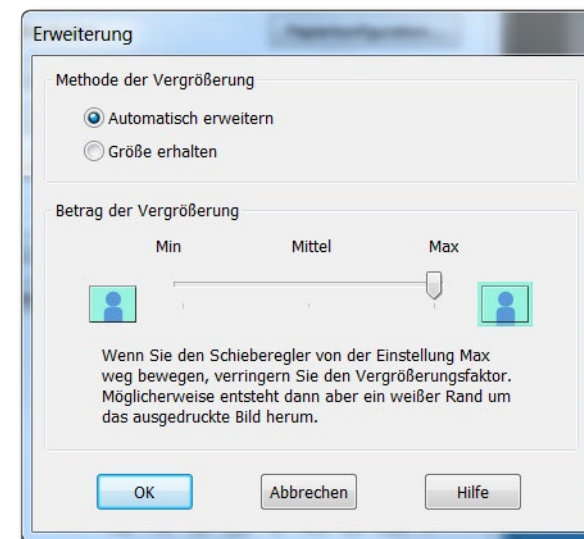 Erweiterung
Methode der Vergrößerung
Automatisch erweitern
Größe erhalten
Betrag der Vergrößerung
Min Mittel Max
Wenn Sie den Schieberegler von der Einstellung Max
weg bewegen, verringern Sie den Vergrößerungsfaktor.
Möglicherweise entsteht dann aber ein weißer Rand um
das ausgedruckte Bild herum.
OK Abbrechen Hilfe